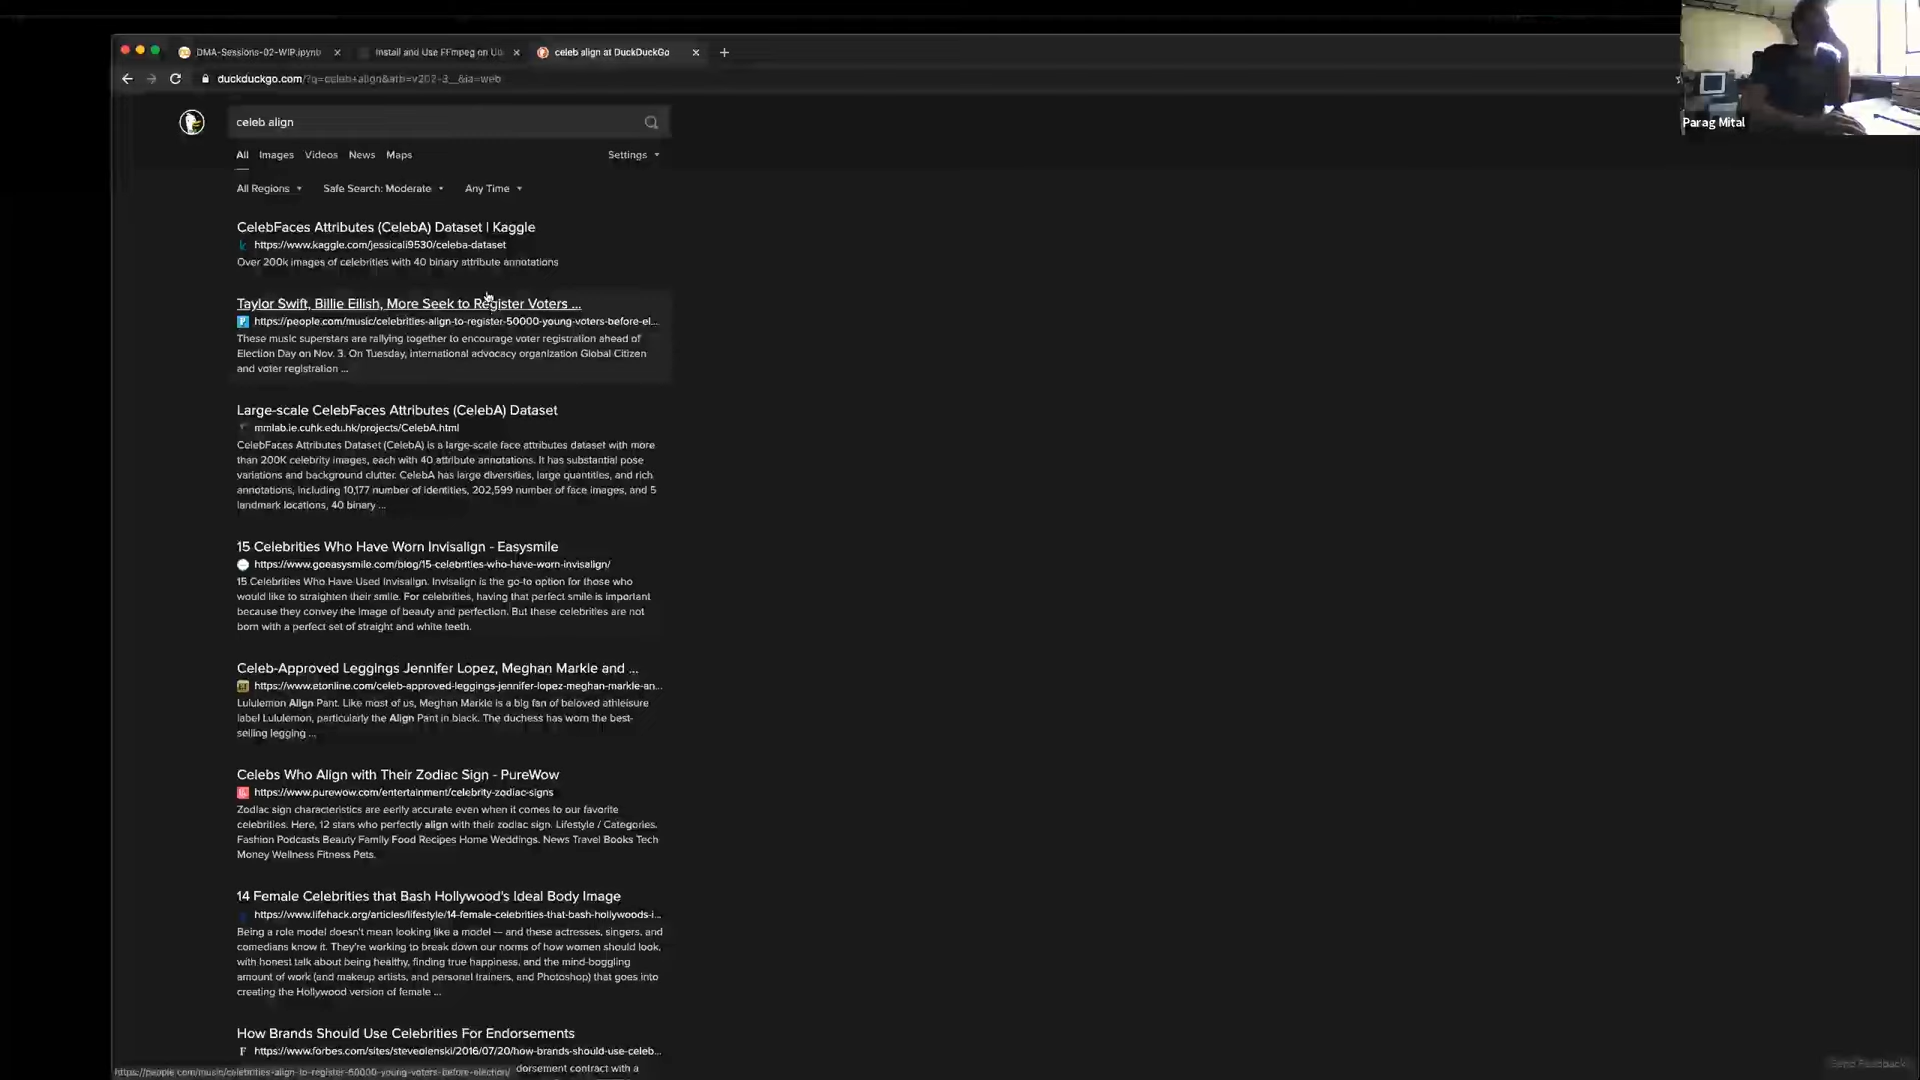 DMA-Sessions-02-WIP.ipynb
Install and Use FFmpeg on Ub
celeb align at DuckDuckGo
duckduckgo.com/?q=celeb+align&atb=v202-3__&ia=web
Parag Mital
celeb align
All Images Videos News Maps Settings
All Regions Safe Search: Moderate Any Time
CelebFaces Attributes (CelebA) Dataset | Kaggle
https://www.kaggle.com/jessicali9530/celeba-dataset
Over 200k images of celebrities with 40 binary attribute annotations
Taylor Swift, Billie Eilish, More Seek to Register Voters ...
https://people.com/music/celebrities-align-to-register-50000-young-voters-before-el...
These music superstars are rallying together to encourage voter registration ahead of
Election Day on Nov. 3. On Tuesday, international advocacy organization Global Citizen
and voter registration ...
Large-scale CelebFaces Attributes (CelebA) Dataset
mmlab.ie.cuhk.edu.hk/projects/CelebA.html
CelebFaces Attributes Dataset (CelebA) is a large-scale face attributes dataset with more
than 200K celebrity images, each with 40 attribute annotations. It has substantial pose
variations and background clutter. CelebA has large diversities, large quantities, and rich
annotations, including 10,177 number of identities, 202,599 number of face images, and 5
landmark locations, 40 binary ...
15 Celebrities Who Have Worn Invisalign - Easysmile
https://www.goeasysmile.com/blog/15-celebrities-who-have-worn-invisalign/
15 Celebrities Who Have Used Invisalign. Invisalign is the go-to option for those who
would like to straighten their smile. For celebrities, having that perfect smile is important
because they convey the image of beauty and perfection. But these celebrities are not
born with a perfect set of straight and white teeth.
Celeb-Approved Leggings Jennifer Lopez, Meghan Markle and ...
https://www.etonline.com/celeb-approved-leggings-jennifer-lopez-meghan-markle-an...
Lululemon Align Pant. Like most of us, Meghan Markle is a big fan of beloved athleisure
label Lululemon, particularly the Align Pant in black. The duchess has worn the best-
selling legging ...
Celebs Who Align with Their Zodiac Sign - PureWow
https://www.purewow.com/entertainment/celebrity-zodiac-signs
Zodiac sign characteristics are eerily accurate even when it comes to our favorite
celebrities. Here, 12 stars who perfectly align with their zodiac sign. Lifestyle / Categories.
Fashion Podcasts Beauty Family Food Recipes Home Weddings. News Travel Books Tech
Money Wellness Fitness Pets.
14 Female Celebrities that Bash Hollywood's Ideal Body Image
https://www.lifehack.org/articles/lifestyle/14-female-celebrities-that-bash-hollywoods-i...
Being a role model doesn't mean looking like a model — and these actresses, singers, and
comedians know it. They're working to break down our norms of how women should look,
with honest talk about being healthy, finding true happiness, and the mind-boggling
amount of work (and makeup artists, and personal trainers, and Photoshop) that goes into
creating the Hollywood version of female ...
How Brands Should Use Celebrities For Endorsements
https://www.forbes.com/sites/steveolenski/2016/07/20/how-brands-should-use-celeb...
dorsement contract with a
https://people.com/music/celebrities-align-to-register-50000-young-voters-before-election/
Send Feedback